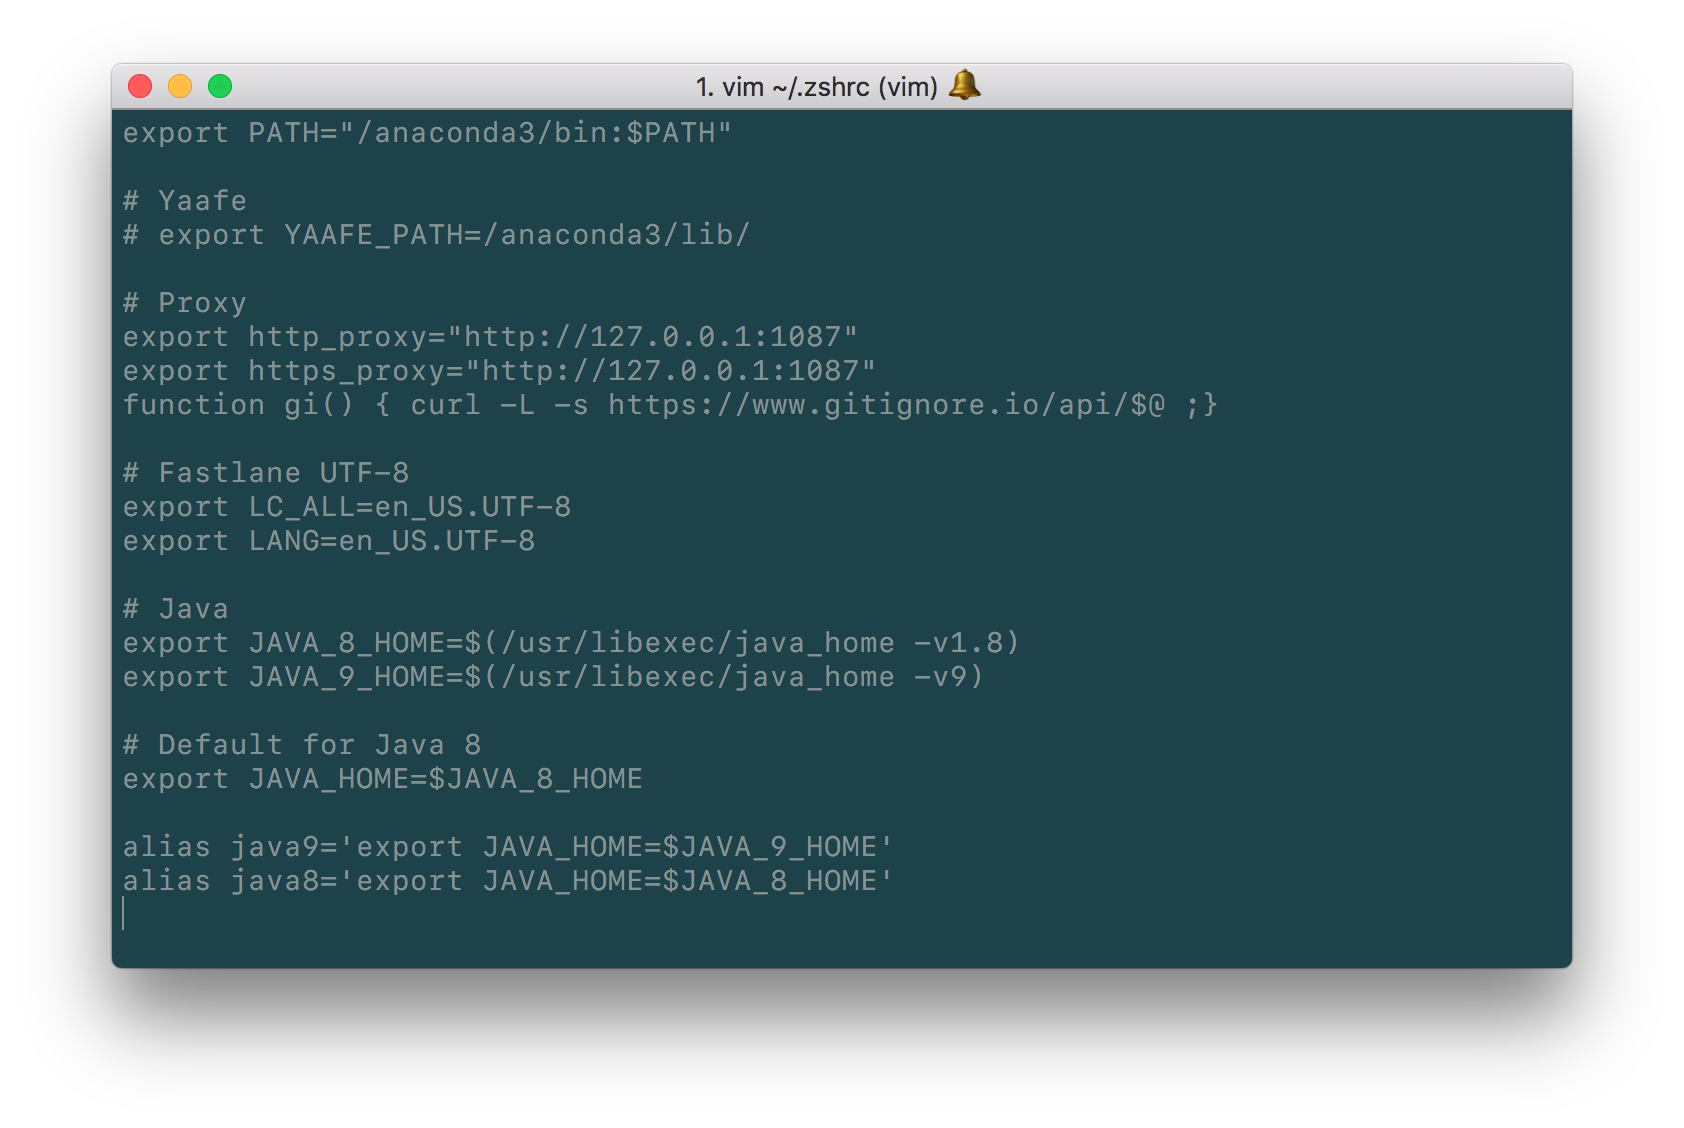 1. vim ~/.zshrc (vim)
export PATH="/anaconda3/bin:$PATH"
# Yaafe
# export YAAFE_PATH=/anaconda3/lib/
# Proxy
export http_proxy="http://127.0.0.1:1087"
export https_proxy="http://127.0.0.1:1087"
function gi() { curl -L -s https://www.gitignore.io/api/$@ ;}
# Fastlane UTF-8
export LC_ALL=en_US.UTF-8
export LANG=en_US.UTF-8
# Java
export JAVA_8_HOME=$(/usr/libexec/java_home -v1.8)
export JAVA_9_HOME=$(/usr/libexec/java_home -v9)
# Default for Java 8
export JAVA_HOME=$JAVA_8_HOME
alias java9='export JAVA_HOME=$JAVA_9_HOME'
alias java8='export JAVA_HOME=$JAVA_8_HOME'